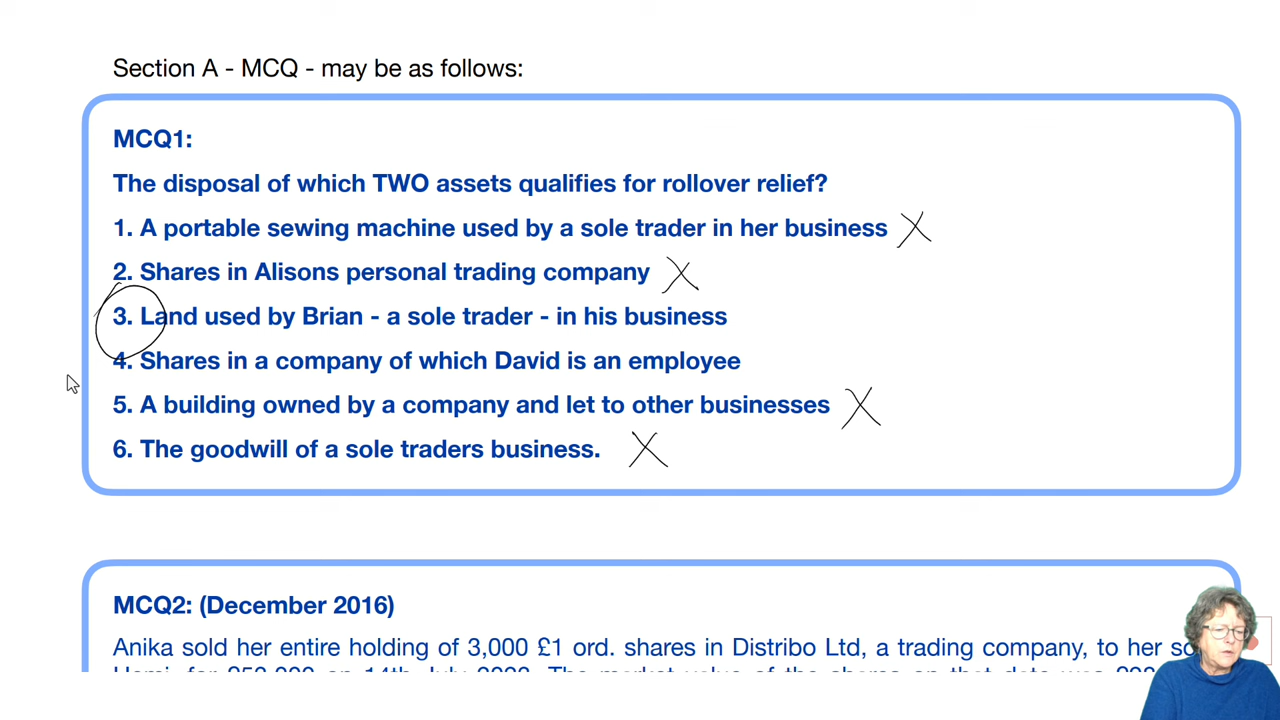 Section A - MCQ - may be as follows:
MCQ1:
The disposal of which TWO assets qualifies for rollover relief?
1. A portable sewing machine used by a sole trader in her business X
2. Shares in Alisons personal trading company X
3. Land used by Brian - a sole trader - in his business
4. Shares in a company of which David is an employee
5. A building owned by a company and let to other businesses X
6. The goodwill of a sole traders business. X
MCQ2: (December 2016)
Anika sold her entire holding of 3,000 £1 ord. shares in Distribo Ltd, a trading company, to her